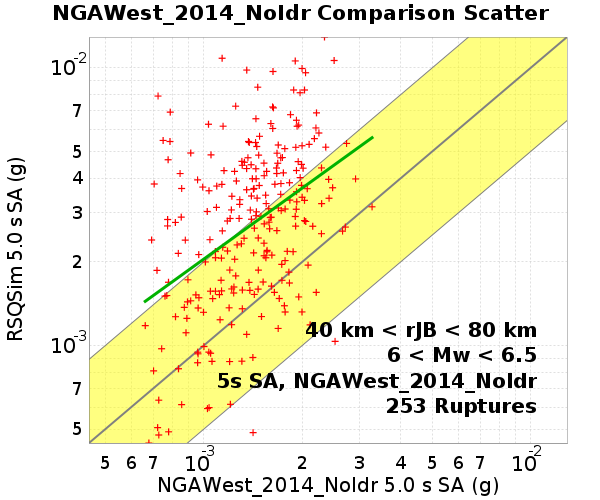 NGAWest_2014_NoIdr Comparison Scatter
RSQSim 5.0 s SA (g)
10-2
7
5
4
3
2
10-3
7
5
40 km < rJB < 80 km
6 < Mw < 6.5
5s SA, NGAWest_2014_NoIdr
253 Ruptures
5 6 7 10-3 2 3 4 5 6 7 10-2
NGAWest_2014_NoIdr 5.0 s SA (g)